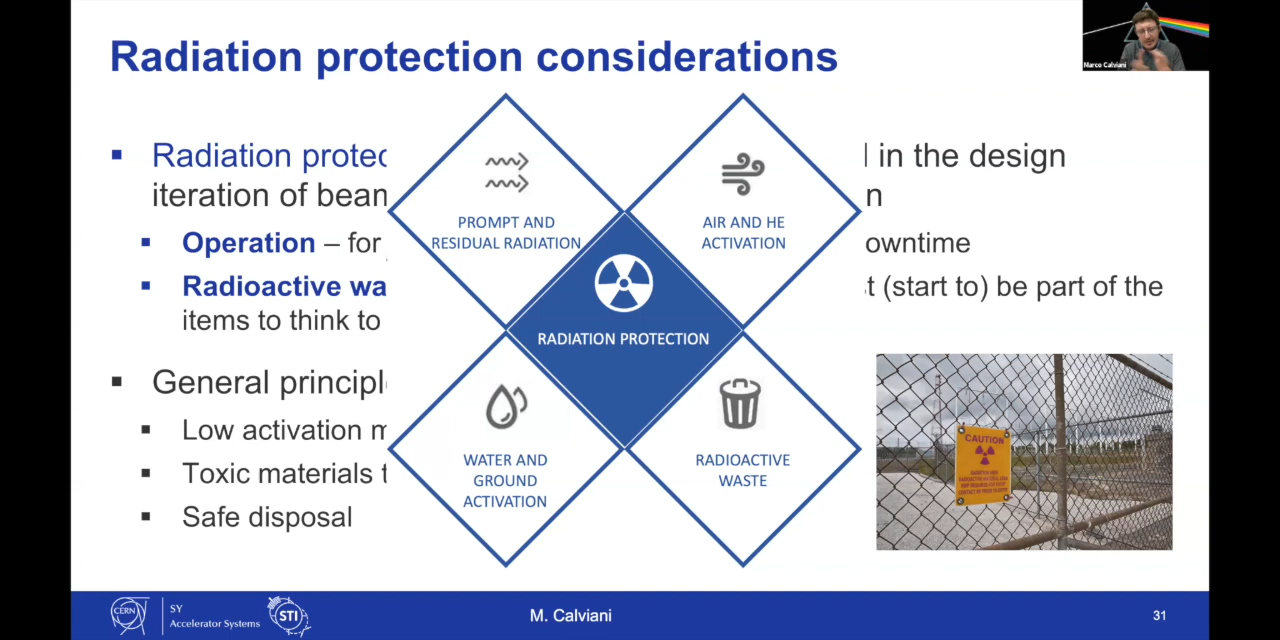 Radiation protection considerations
Marco Calviani
Radiation protec
l in the design
iteration of bean
n
Operation – for
owntime
Radioactive wa
t (start to) be part of the
items to think to
General principl
Low activation m
Toxic materials t
Safe disposal
PROMPT AND
RESIDUAL RADIATION
AIR AND HE
ACTIVATION
RADIATION PROTECTION
WATER AND
GROUND
ACTIVATION
RADIOACTIVE
WASTE
CAUTION
CERN
SY
Accelerator Systems
STI
M. Calviani
31